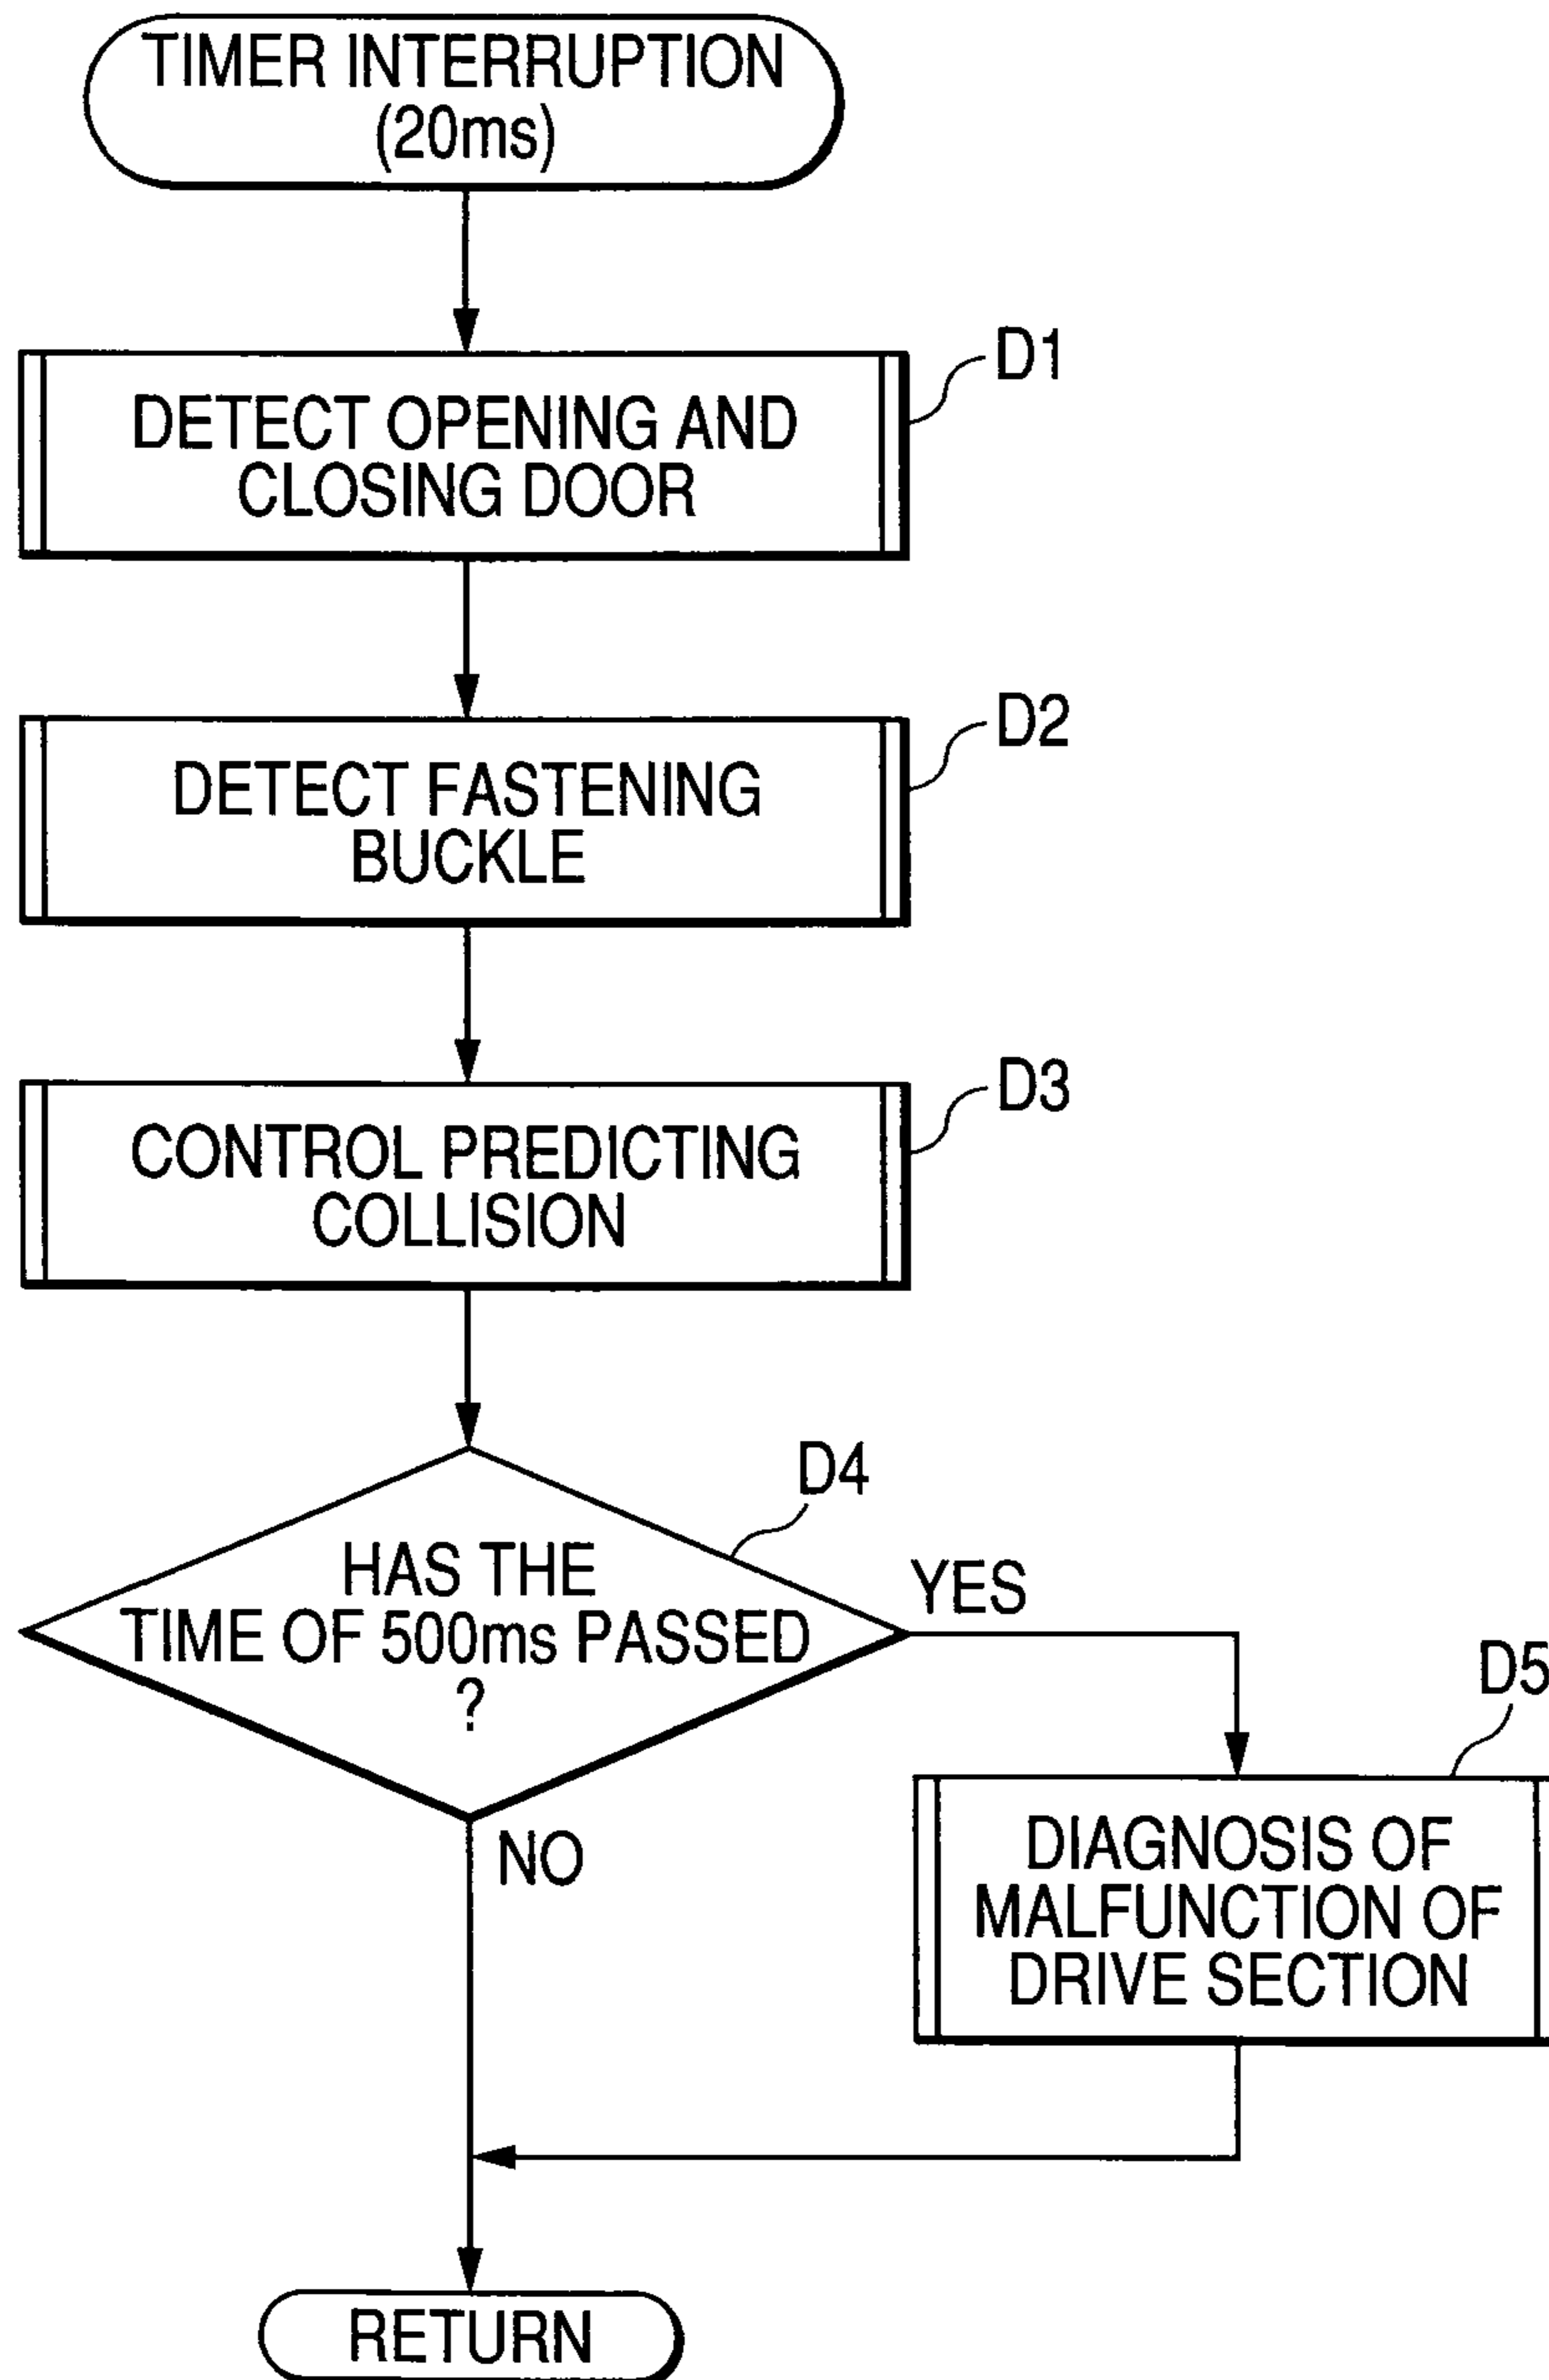 TIMER INTERRUPTION
(20ms)
D1
DETECT OPENING AND
CLOSING DOOR
D2
DETECT FASTENING
BUCKLE
D3
CONTROL PREDICTING
COLLISION
D4
HAS THE
TIME OF 500ms PASSED
?
YES
D5
NO
DIAGNOSIS OF
MALFUNCTION OF
DRIVE SECTION
RETURN